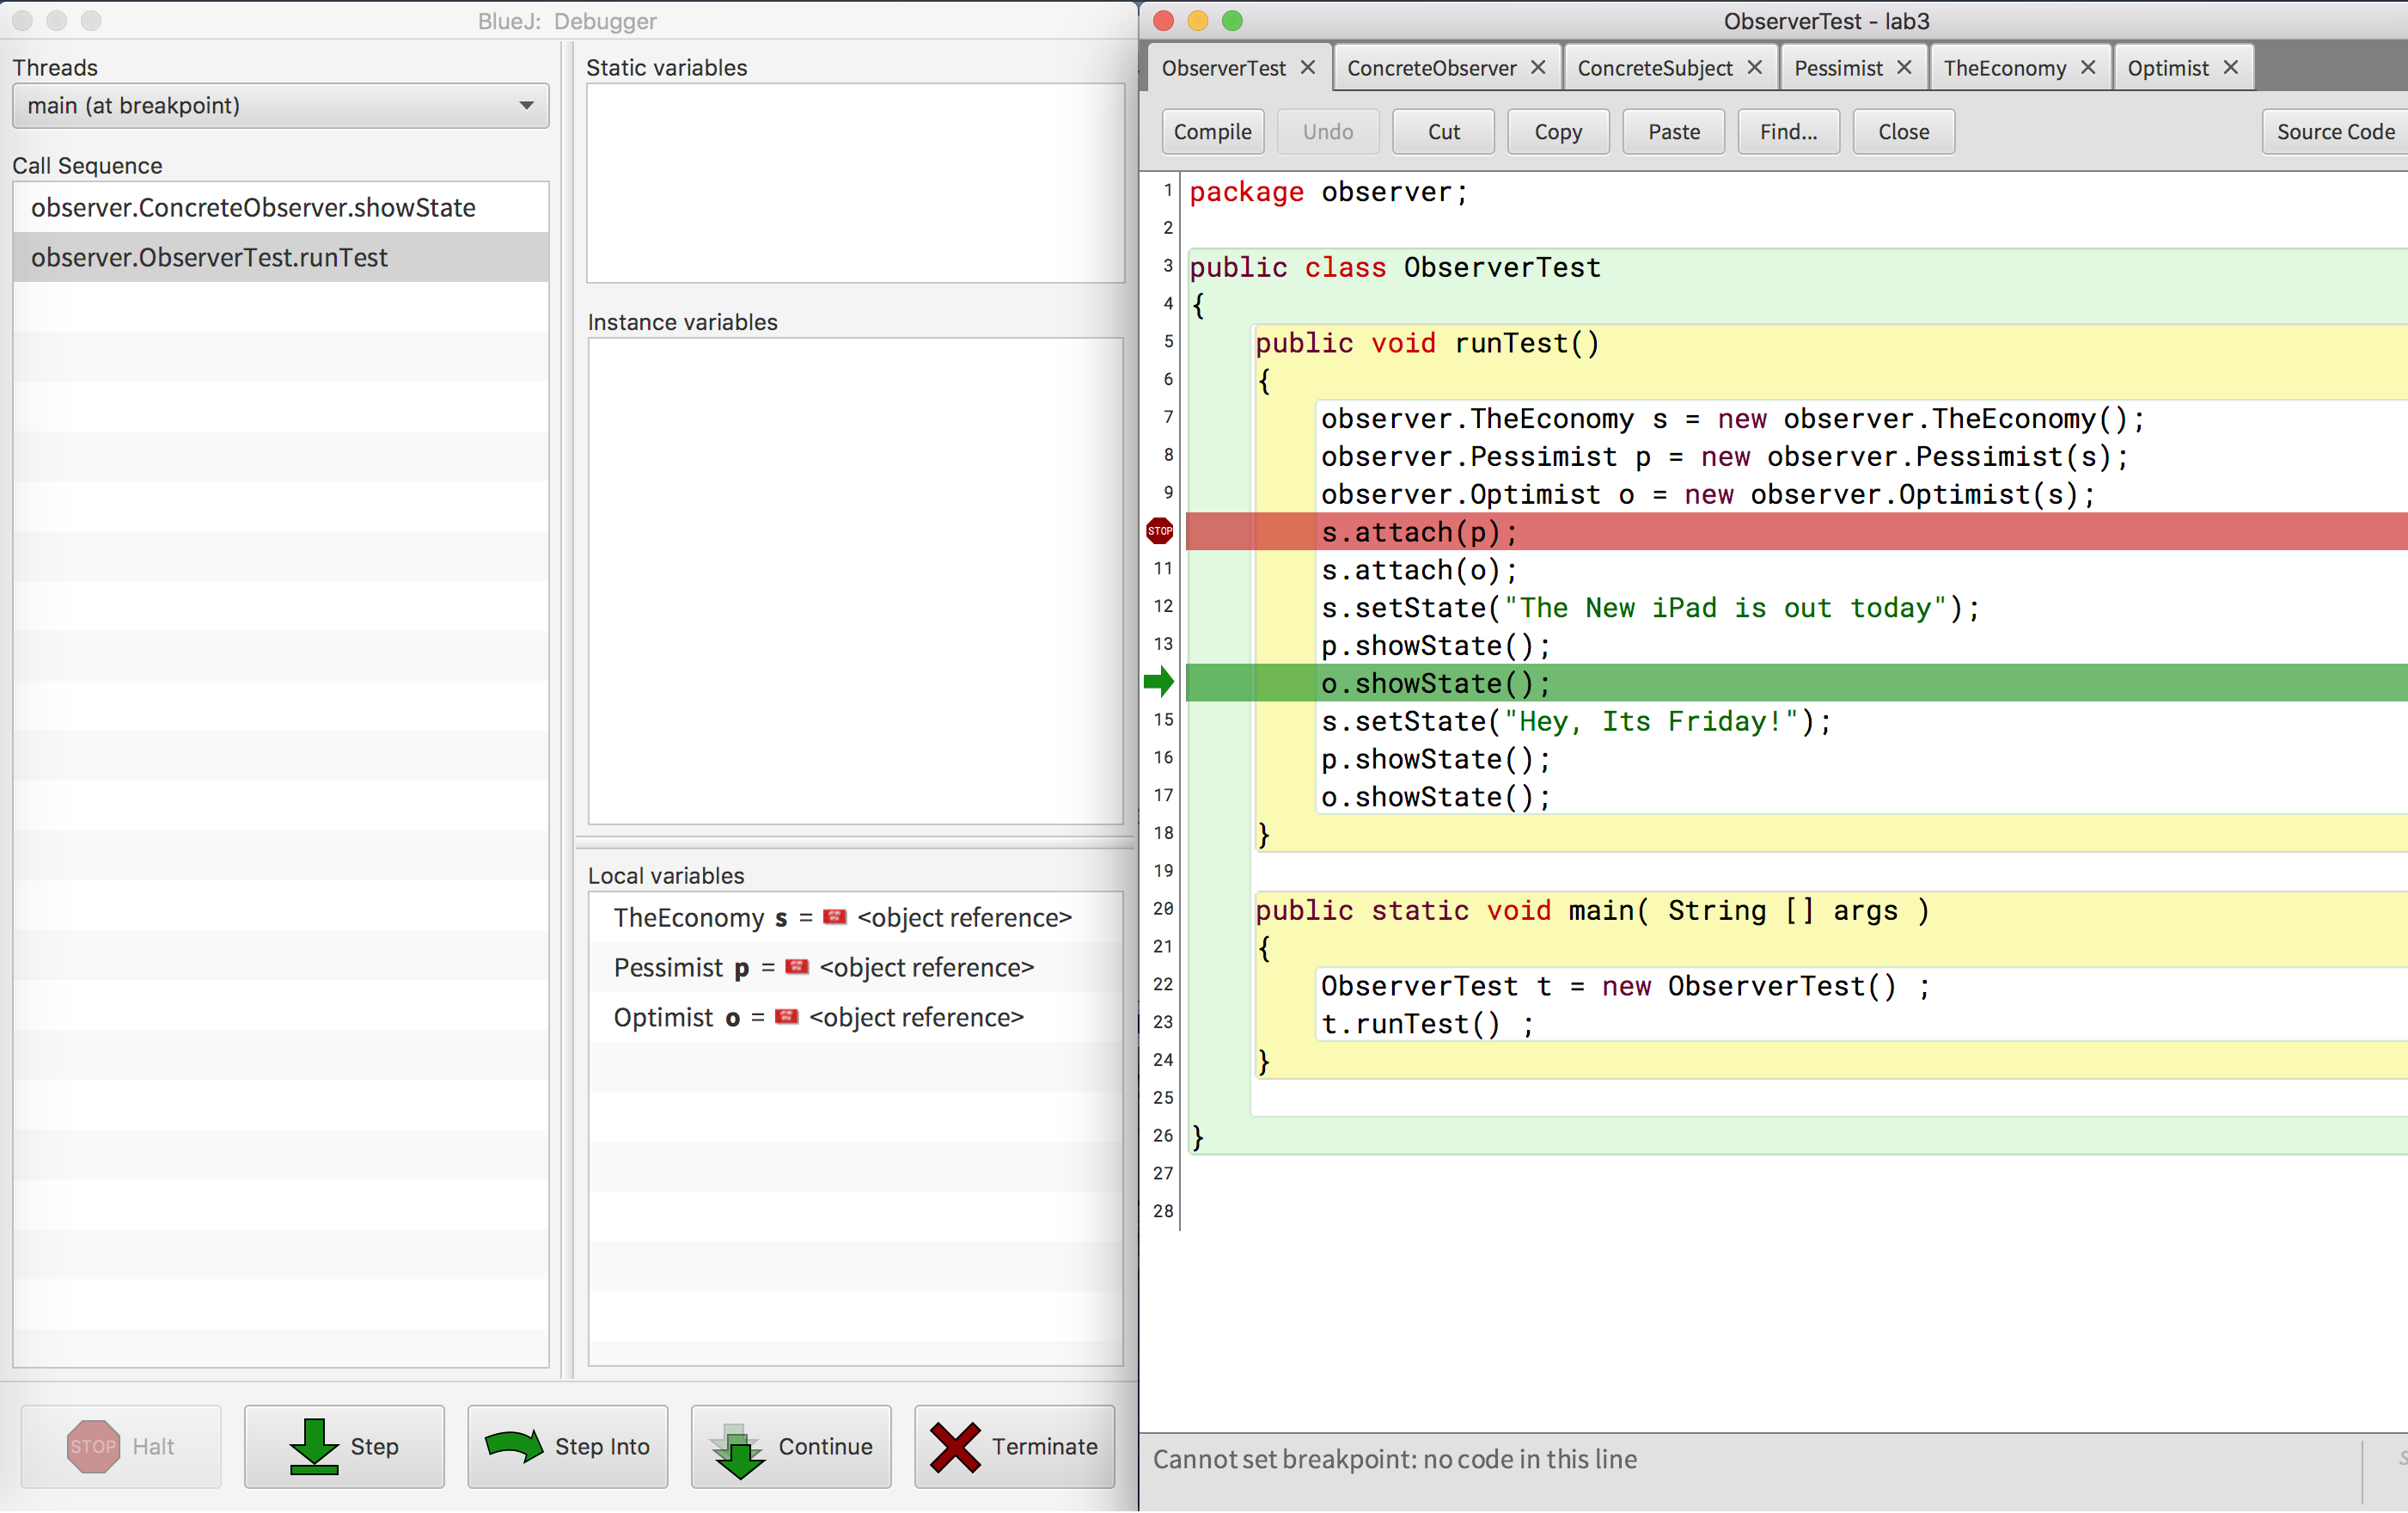 BlueJ: Debugger
Threads
main (at breakpoint)
Call Sequence
observer.ConcreteObserver.showState
observer.ObserverTest.runTest
Static variables
Instance variables
Local variables
TheEconomy s = <object reference>
Pessimist p = <object reference>
Optimist o = <object reference>
STOP Halt
Step
Step Into
Continue
Terminate
ObserverTest - lab3
ObserverTest ConcreteObserver ConcreteSubject Pessimist TheEconomy Optimist
Compile Undo Cut Copy Paste Find... Close Source Code
1 package observer;
2
3 public class ObserverTest
4 {
5 public void runTest()
6 {
7 observer.TheEconomy s = new observer.TheEconomy();
8 observer.Pessimist p = new observer.Pessimist(s);
9 observer.Optimist o = new observer.Optimist(s);
STOP s.attach(p);
11 s.attach(o);
12 s.setState("The New iPad is out today");
13 p.showState();
o.showState();
15 s.setState("Hey, Its Friday!");
16 p.showState();
17 o.showState();
18 }
19
20 public static void main( String [] args )
21 {
22 ObserverTest t = new ObserverTest() ;
23 t.runTest() ;
24 }
25
26 }
27
28
Cannot set breakpoint: no code in this line